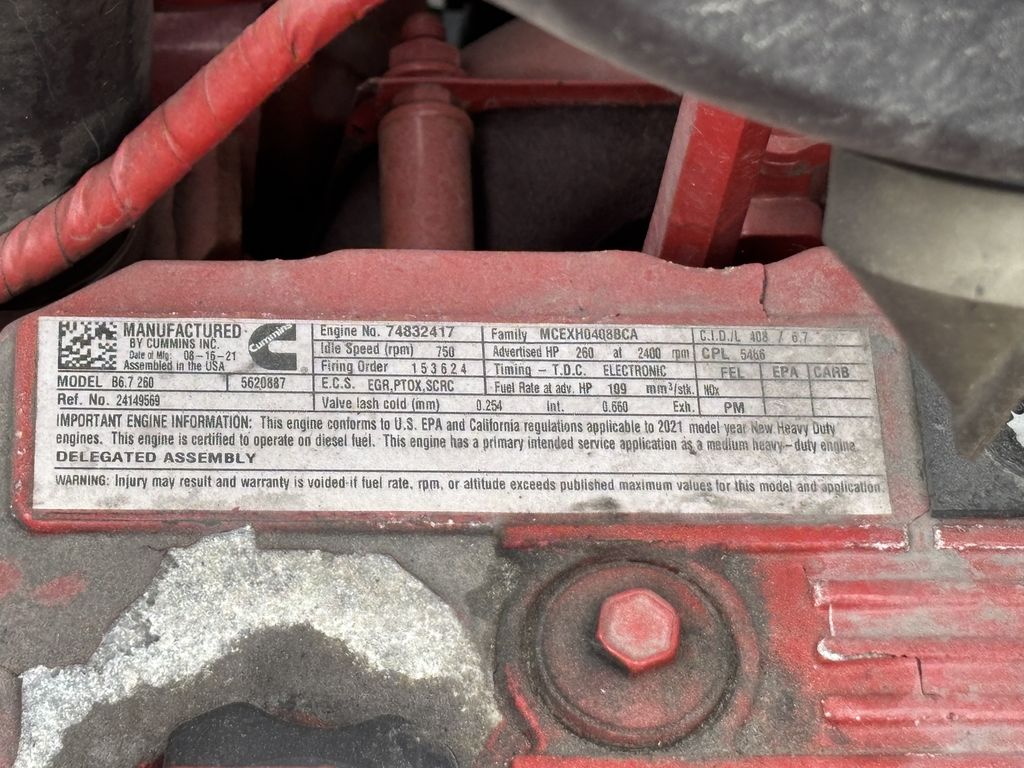 MANUFACTURED
BY CUMMINS INC.
Date of Mfg: 08-16-21
Assembled in the USA
Cummins
MODEL B6.7 260 5620887
Ref. No. 24149569
Engine No. 74832417
Idle Speed (rpm) 750
Firing Order 1 5 3 6 2 4
E.C.S. EGR,PTOX,SCRC
Valve lash cold (mm) 0.254 Int. 0.660 Exh.
Family MCEXH0408BCA
Advertised HP 260 at 2400 rpm
Timing - T.D.C. ELECTRONIC
Fuel Rate at adv. HP 199 mm³/stk.
C.I.D./L 408 / 6.7
CPL 5466
FEL EPA CARB
NOx
PM
IMPORTANT ENGINE INFORMATION: This engine conforms to U.S. EPA and California regulations applicable to 2021 model year New Heavy Duty
engines. This engine is certified to operate on diesel fuel. This engine has a primary intended service application as a medium heavy-duty engine.
DELEGATED ASSEMBLY
WARNING: Injury may result and warranty is voided if fuel rate, rpm, or altitude exceeds published maximum values for this model and application.